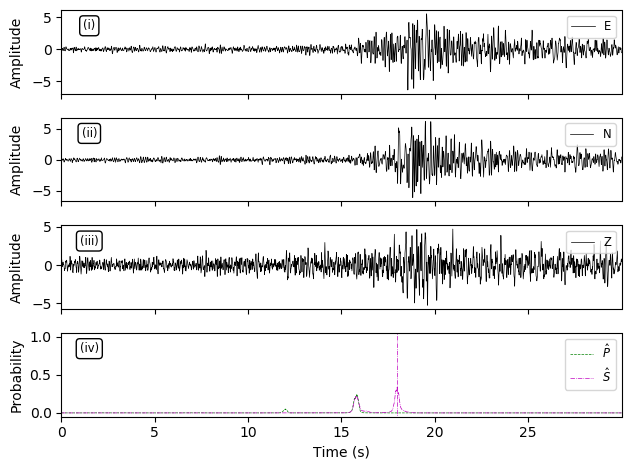 (i)
E
Amplitude
5
0
−5
(ii)
N
Amplitude
5
0
−5
(iii)
Z
Amplitude
5
0
−5
(iv)
P̂
Ŝ
Probability
1.0
0.5
0.0
0 5 10 15 20 25
Time (s)